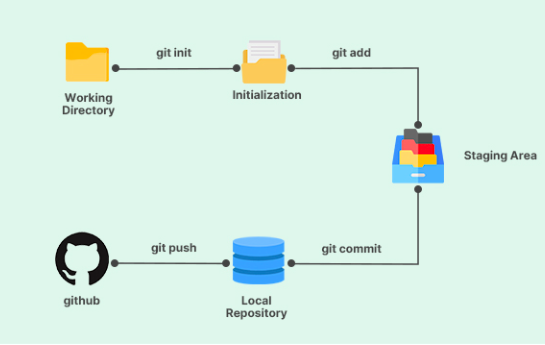 git init
git add
Working
Directory
Initialization
Staging Area
git push
git commit
github
Local
Repository